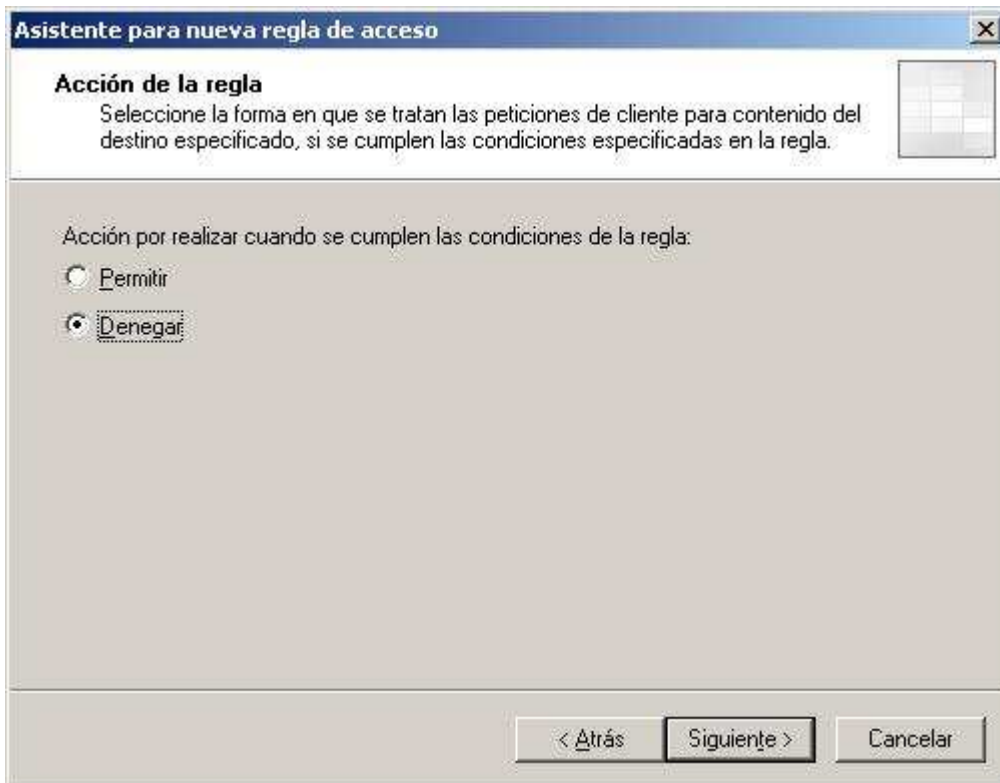 Asistente para nueva regla de acceso
Acción de la regla
Seleccione la forma en que se tratan las peticiones de cliente para contenido del
destino especificado, si se cumplen las condiciones especificadas en la regla.
Acción por realizar cuando se cumplen las condiciones de la regla:
Permitir
Denegar
< Atrás Siguiente > Cancelar